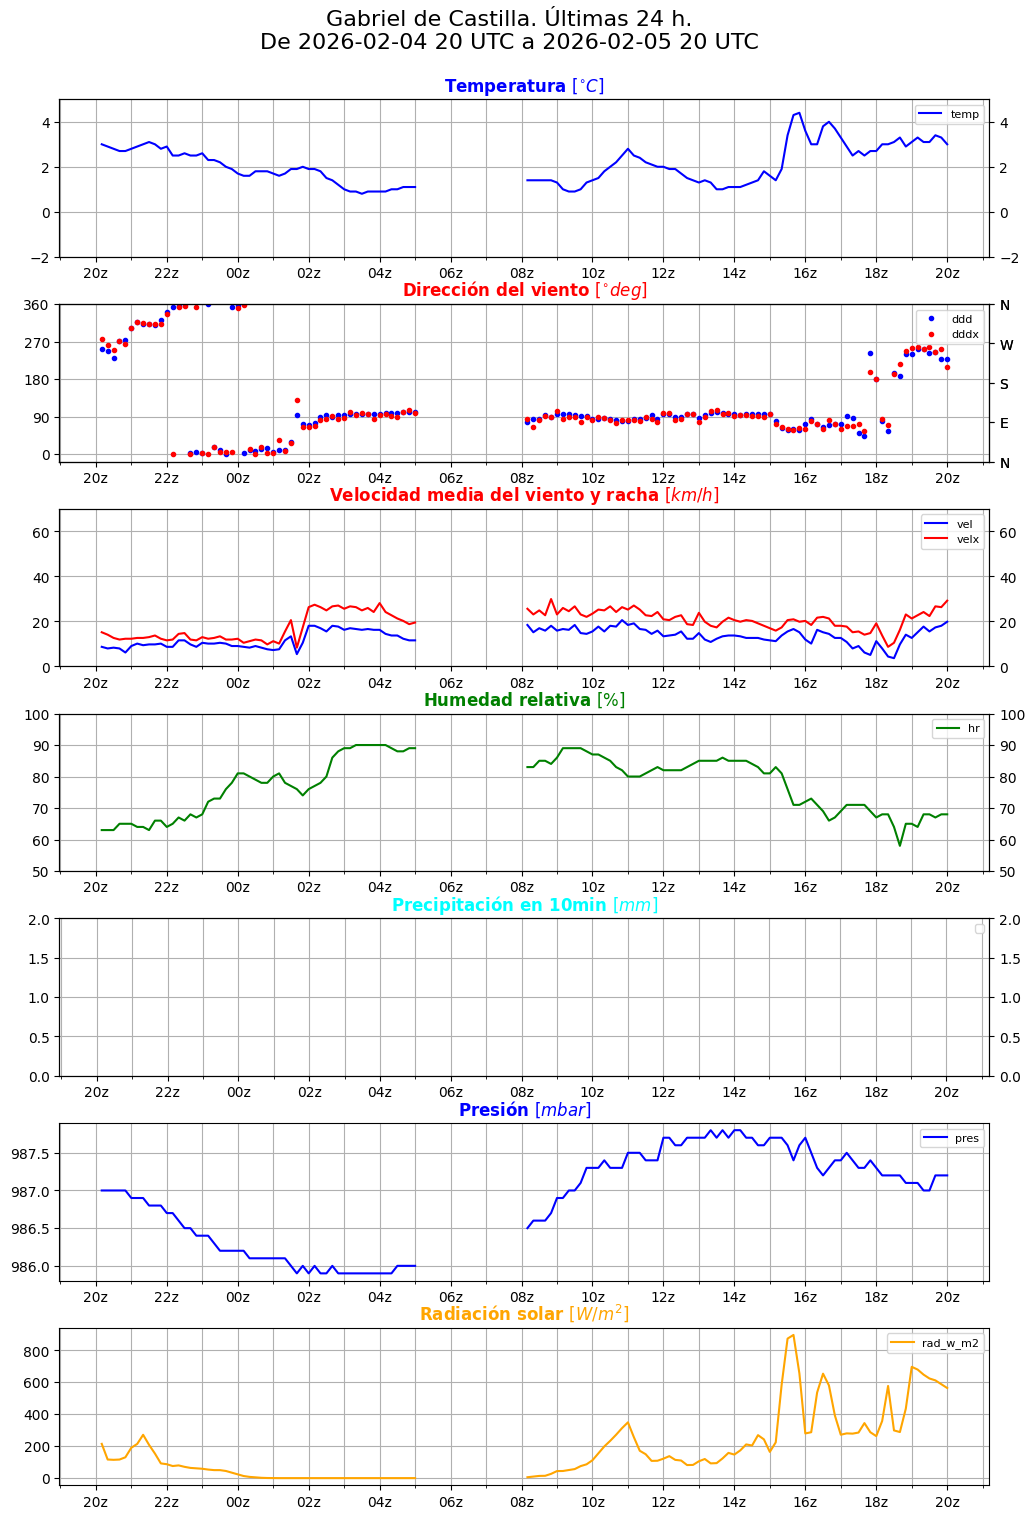 Gabriel de Castilla. Últimas 24 h.
De 2026-02-04 20 UTC a 2026-02-05 20 UTC
Temperatura [°C]
temp
4 4
2 2
0 0
−2 −2
20z 22z 00z 02z 04z 06z 08z 10z 12z 14z 16z 18z 20z
Dirección del viento [°deg]
ddd
dddx
360 N
270 W
180 S
90 E
0 N
20z 22z 00z 02z 04z 06z 08z 10z 12z 14z 16z 18z 20z
Velocidad media del viento y racha [km/h]
vel
velx
60 60
40 40
20 20
0 0
20z 22z 00z 02z 04z 06z 08z 10z 12z 14z 16z 18z 20z
Humedad relativa [%]
hr
100 100
90 90
80 80
70 70
60 60
50 50
20z 22z 00z 02z 04z 06z 08z 10z 12z 14z 16z 18z 20z
Precipitación en 10min [mm]
2.0 2.0
1.5 1.5
1.0 1.0
0.5 0.5
0.0 0.0
20z 22z 00z 02z 04z 06z 08z 10z 12z 14z 16z 18z 20z
Presión [mbar]
pres
987.5
987.0
986.5
986.0
20z 22z 00z 02z 04z 06z 08z 10z 12z 14z 16z 18z 20z
Radiación solar [W/m²]
rad_w_m2
800
600
400
200
0
20z 22z 00z 02z 04z 06z 08z 10z 12z 14z 16z 18z 20z